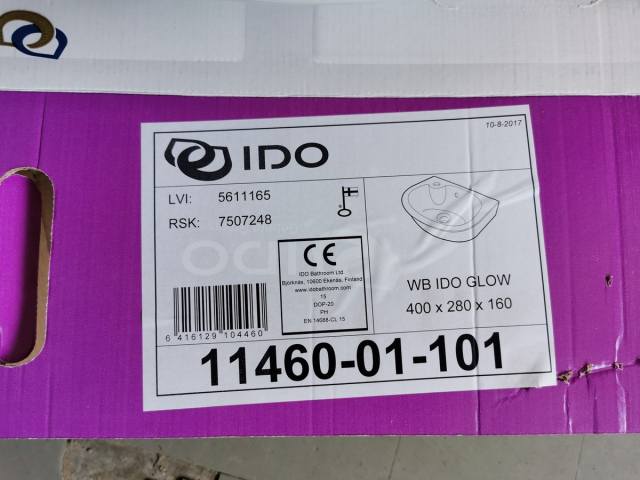 10-8-2017
IDO
LVI: 5611165
RSK: 7507248
CE
IDO Bathroom Ltd.
Björknäs, 10600 Ekenäs, Finland
www.idobathroom.com
15
DOP-20
PH
EN 14688-CL 15
WB IDO GLOW
400 x 280 x 160
6 416129 104460
11460-01-101